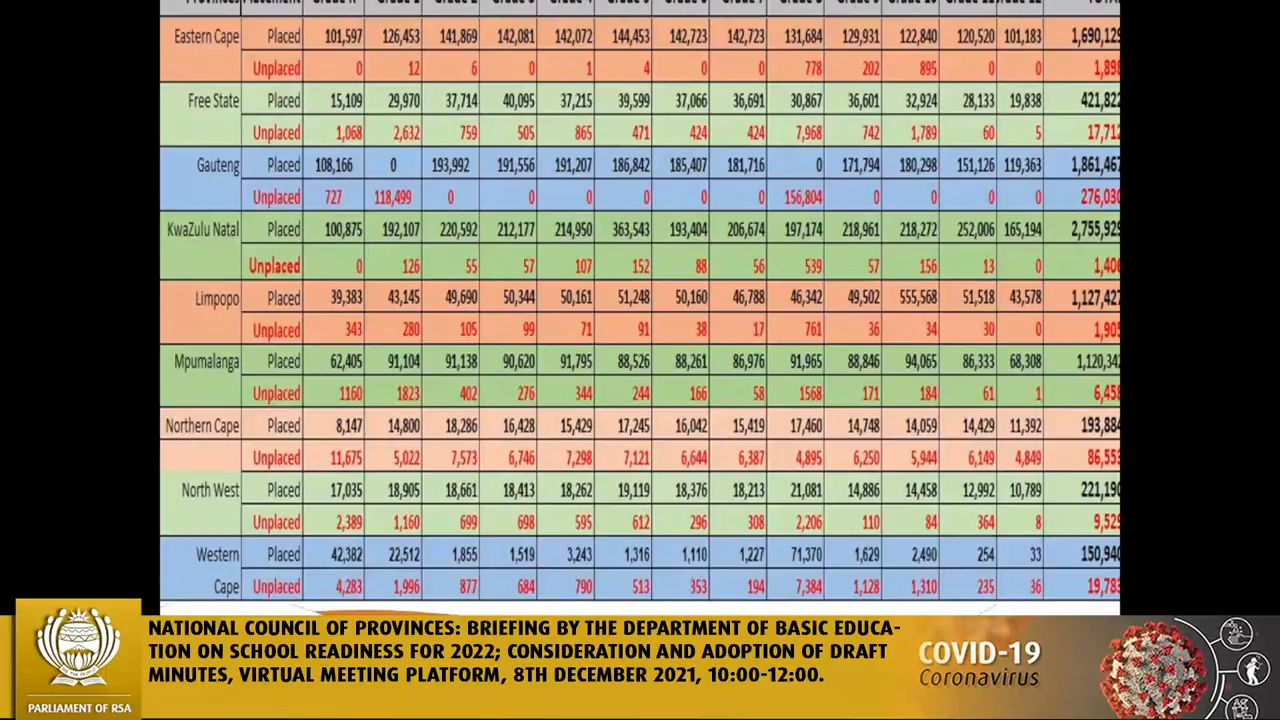 Eastern Cape Placed 101,597 126,453 141,869 142,081 142,072 144,453 142,723 142,723 131,684 129,931 122,840 120,520 101,183
Unplaced 0 12 6 0 1 4 0 0 778 202 895 0 0
Free State Placed 15,109 29,970 37,714 40,095 37,215 39,599 37,066 36,691 30,867 36,601 32,924 28,133 19,838 421,822
Unplaced 1,068 2,632 759 505 865 471 424 424 7,968 742 1,789 60 5 17,712
Gauteng Placed 108,166 0 193,992 191,556 191,207 186,842 185,407 181,716 0 171,794 180,298 151,126 119,363 1,861,467
Unplaced 727 118,499 0 0 0 0 0 0 156,804 0 0 0 0 276,030
KwaZulu Natal Placed 100,875 192,107 220,592 212,177 214,950 363,543 193,404 206,674 197,174 218,961 218,272 252,006 165,194
Unplaced 0 126 55 57 107 152 88 56 539 57 156 13 0 1,406
Limpopo Placed 39,383 43,145 49,690 50,344 50,161 51,248 50,160 46,788 46,342 49,502 555,568 51,518 43,578 1,127,427
Unplaced 343 280 105 99 71 91 38 17 761 36 34 30 0 1,905
Mpumalanga Placed 62,405 91,104 91,138 90,620 91,795 88,526 88,261 86,976 91,965 88,846 94,065 86,333 68,308 1,120,342
Unplaced 1160 1823 402 276 344 244 166 58 1568 171 184 61 1 6,458
Northern Cape Placed 8,147 14,800 18,286 16,428 15,429 17,245 16,042 15,419 17,460 14,748 14,059 14,429 11,392 193,884
Unplaced 11,675 5,022 7,573 6,746 7,298 7,121 6,644 6,387 4,895 6,250 5,944 6,149 4,849 86,553
North West Placed 17,035 18,905 18,661 18,413 18,262 19,119 18,376 18,213 21,081 14,886 14,458 12,992 10,789 221,190
Unplaced 2,389 1,160 699 698 595 612 296 308 2,206 110 84 364 8 9,529
Western Placed 42,382 22,512 1,855 1,519 3,243 1,316 1,110 1,227 71,370 1,629 2,490 254 33 150,940
Cape Unplaced 4,283 1,996 877 684 790 513 353 194 7,384 1,128 1,310 235 36 19,783
NATIONAL COUNCIL OF PROVINCES: BRIEFING BY THE DEPARTMENT OF BASIC EDUCA-
TION ON SCHOOL READINESS FOR 2022; CONSIDERATION AND ADOPTION OF DRAFT
MINUTES, VIRTUAL MEETING PLATFORM, 8TH DECEMBER 2021, 10:00-12:00.
PARLIAMENT OF RSA
COVID-19
Coronavirus